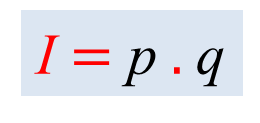 I = p . q